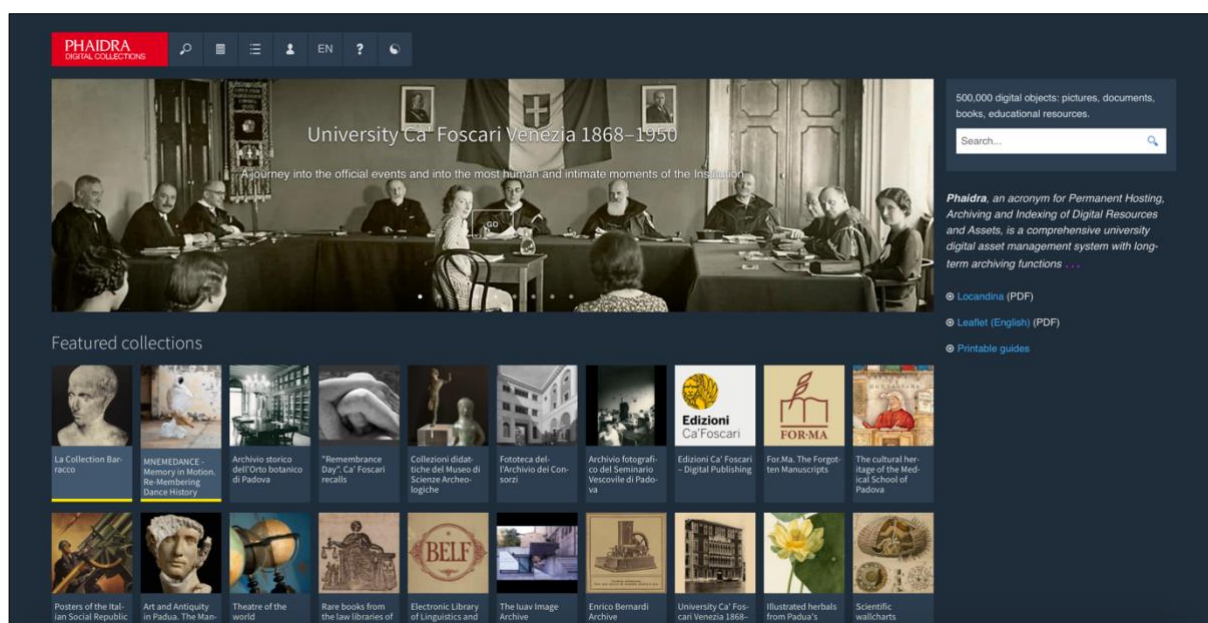 PHAIDRA
DIGITAL COLLECTIONS
EN
?
University Ca' Foscari Venezia 1868–1950
A journey into the official events and into the most human and intimate moments of the Institution
GO
500,000 digital objects: pictures, documents,
books, educational resources.
Search...
Phaidra, an acronym for Permanent Hosting,
Archiving and Indexing of Digital Resources
and Assets, is a comprehensive university
digital asset management system with long-
term archiving functions . . .
Locandina (PDF)
Leaflet (English) (PDF)
Printable guides
Featured collections
Edizioni
Ca'Foscari
FOR·MA
La Collection Bar-
racco
MNEMEDANCE -
Memory in Motion.
Re-Membering
Dance History
Archivio storico
dell'Orto botanico
di Padova
"Remembrance
Day". Ca' Foscari
recalls
Collezioni didat-
tiche del Museo di
Scienze Archeo-
logiche
Fototeca del-
l'Archivio dei Con-
sorzi
Archivio fotografi-
co del Seminario
Vescovile di Pado-
va
Edizioni Ca' Foscari
– Digital Publishing
For.Ma. The Forgot-
ten Manuscripts
The cultural her-
itage of the Med-
ical School of
Padova
BELF
Posters of the Ital-
ian Social Republic
Art and Antiquity
in Padua. The Man-
Theatre of the
world
Rare books from
the law libraries of
Electronic Library
of Linguistics and
The Iuav Image
Archive
Enrico Bernardi
Archive
University Ca' Fos-
cari Venezia 1868–
Illustrated herbals
from Padua's
Scientific
wallcharts